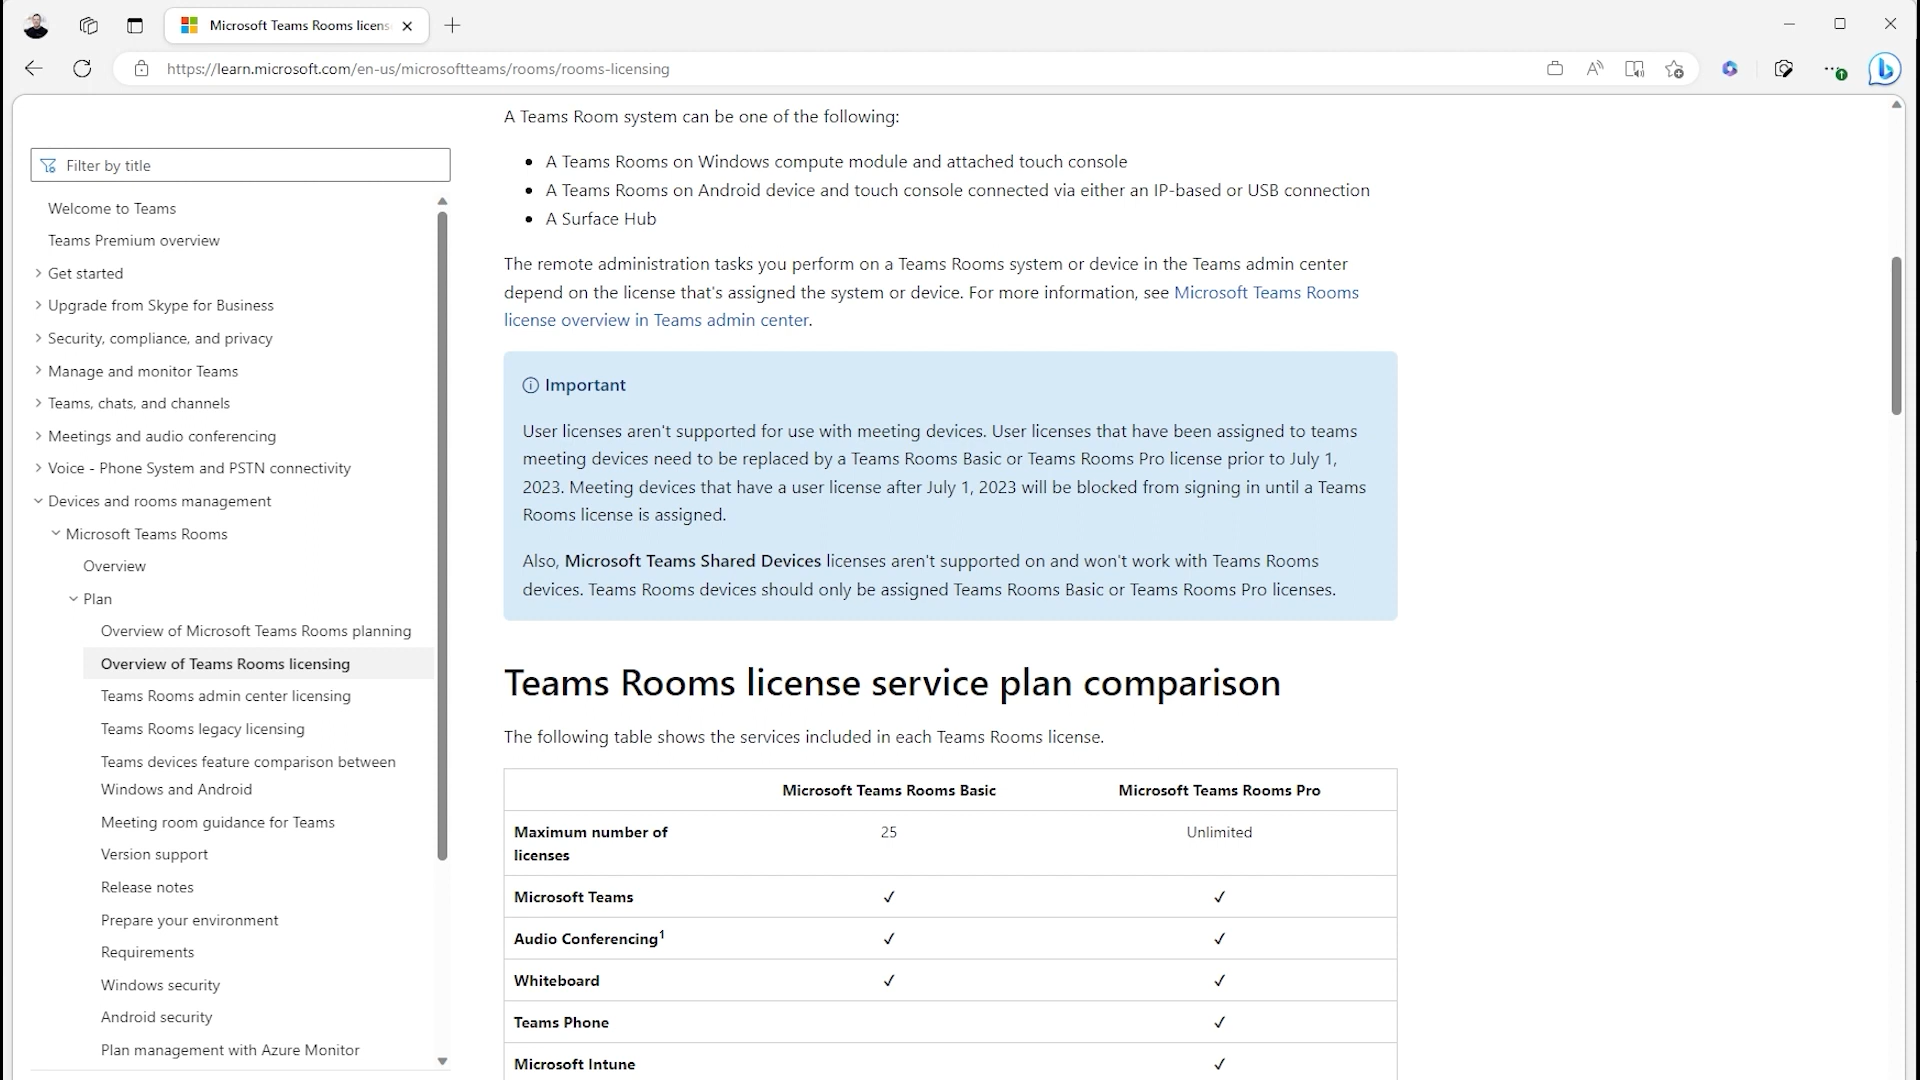 Microsoft Teams Rooms licens
https://learn.microsoft.com/en-us/microsoftteams/rooms/rooms-licensing
Filter by title
Welcome to Teams
Teams Premium overview
Get started
Upgrade from Skype for Business
Security, compliance, and privacy
Manage and monitor Teams
Teams, chats, and channels
Meetings and audio conferencing
Voice - Phone System and PSTN connectivity
Devices and rooms management
Microsoft Teams Rooms
Overview
Plan
Overview of Microsoft Teams Rooms planning
Overview of Teams Rooms licensing
Teams Rooms admin center licensing
Teams Rooms legacy licensing
Teams devices feature comparison between
Windows and Android
Meeting room guidance for Teams
Version support
Release notes
Prepare your environment
Requirements
Windows security
Android security
Plan management with Azure Monitor
A Teams Room system can be one of the following:
• A Teams Rooms on Windows compute module and attached touch console
• A Teams Rooms on Android device and touch console connected via either an IP-based or USB connection
• A Surface Hub
The remote administration tasks you perform on a Teams Rooms system or device in the Teams admin center
depend on the license that's assigned the system or device. For more information, see Microsoft Teams Rooms
license overview in Teams admin center.
Important
User licenses aren't supported for use with meeting devices. User licenses that have been assigned to teams
meeting devices need to be replaced by a Teams Rooms Basic or Teams Rooms Pro license prior to July 1,
2023. Meeting devices that have a user license after July 1, 2023 will be blocked from signing in until a Teams
Rooms license is assigned.
Also, Microsoft Teams Shared Devices licenses aren't supported on and won't work with Teams Rooms
devices. Teams Rooms devices should only be assigned Teams Rooms Basic or Teams Rooms Pro licenses.
Teams Rooms license service plan comparison
The following table shows the services included in each Teams Rooms license.
Microsoft Teams Rooms Basic Microsoft Teams Rooms Pro
Maximum number of 25 Unlimited
licenses
Microsoft Teams ✓ ✓
Audio Conferencing¹ ✓ ✓
Whiteboard ✓ ✓
Teams Phone ✓
Microsoft Intune ✓